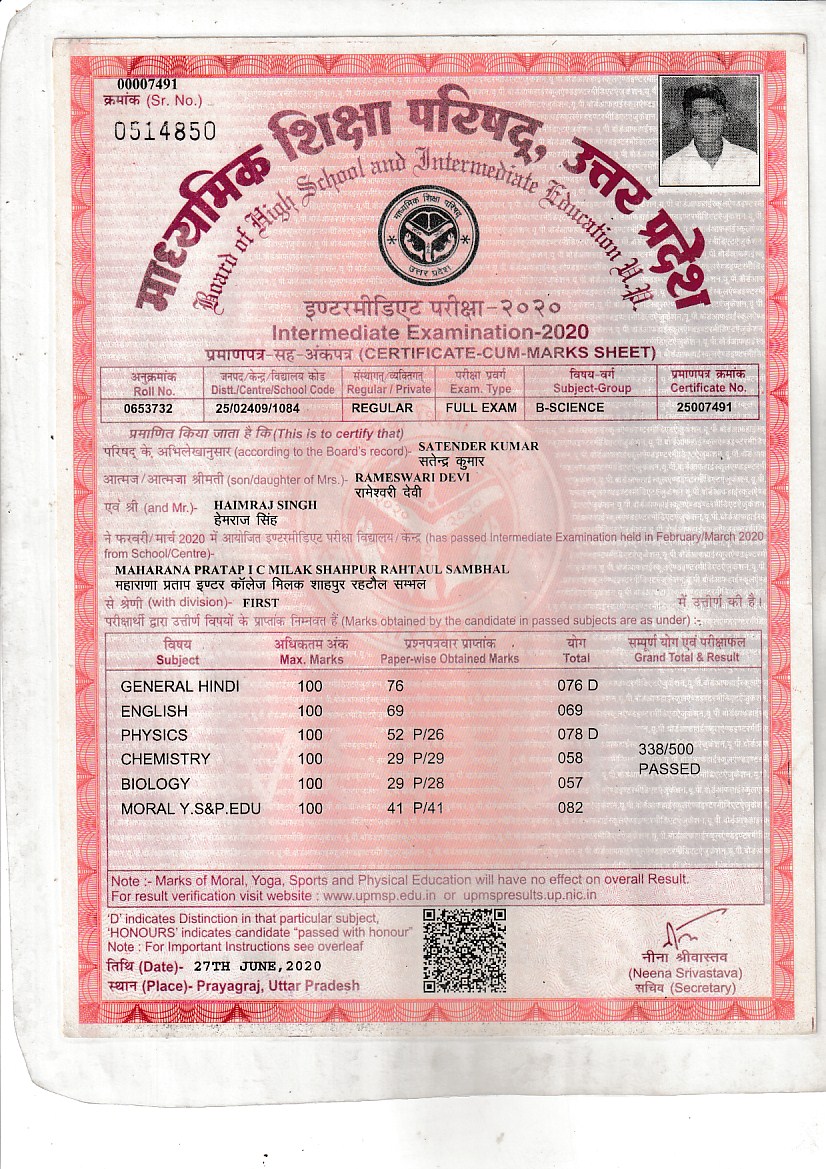 00007491
क्रमांक (Sr. No.)
0514850
माध्यमिक शिक्षा परिषद्, उत्तर प्रदेश
Board of High School and Intermediate Education U.P.
माध्यमिक शिक्षा परिषद्
उत्तर प्रदेश
इण्टरमीडिएट परीक्षा-२०२०
Intermediate Examination-2020
प्रमाणपत्र-सह-अंकपत्र (CERTIFICATE-CUM-MARKS SHEET)
अनुक्रमांक जनपद/केन्द्र/विद्यालय कोड संस्थागत्/व्यक्तिगत् परीक्षा प्रवर्ग विषय-वर्ग प्रमाणपत्र क्रमांक
Roll No. Distt./Centre/School Code Regular / Private Exam. Type Subject-Group Certificate No.
0653732 25/02409/1084 REGULAR FULL EXAM B-SCIENCE 25007491
प्रमाणित किया जाता है कि (This is to certify that)
परिषद् के अभिलेखानुसार (according to the Board's record)- SATENDER KUMAR
सतेन्द्र कुमार
आत्मज/आत्मजा श्रीमती (son/daughter of Mrs.)- RAMESWARI DEVI
रामेश्वरी देवी
एवं श्री (and Mr.)- HAIMRAJ SINGH
हेमराज सिंह
ने फरवरी/मार्च 2020 में आयोजित इण्टरमीडिएट परीक्षा विद्यालय/केन्द्र (has passed Intermediate Examination held in February/March 2020
from School/Centre)-
MAHARANA PRATAP I C MILAK SHAHPUR RAHTAUL SAMBHAL
महाराणा प्रताप इण्टर कॉलेज मिलक शाहपुर रहटौल सम्भल
से श्रेणी (with division)- FIRST में उत्तीर्ण की है।
परीक्षार्थी द्वारा उत्तीर्ण विषयों के प्राप्तांक निम्नवत हैं (Marks obtained by the candidate in passed subjects are as under) :-
विषय अधिकतम अंक प्रश्नपत्रवार प्राप्तांक योग सम्पूर्ण योग एवं परीक्षाफल
Subject Max. Marks Paper-wise Obtained Marks Total Grand Total & Result
GENERAL HINDI 100 76 076 D
ENGLISH 100 69 069
PHYSICS 100 52 P/26 078 D
338/500
CHEMISTRY 100 29 P/29 058
PASSED
BIOLOGY 100 29 P/28 057
MORAL Y.S&P.EDU 100 41 P/41 082
Note :- Marks of Moral, Yoga, Sports and Physical Education will have no effect on overall Result.
For result verification visit website : www.upmsp.edu.in or upmspresults.up.nic.in
'D' indicates Distinction in that particular subject,
'HONOURS' indicates candidate "passed with honour"
Note : For Important Instructions see overleaf
तिथि (Date)- 27TH JUNE,2020
स्थान (Place)- Prayagraj, Uttar Pradesh
नीना श्रीवास्तव
(Neena Srivastava)
सचिव (Secretary)